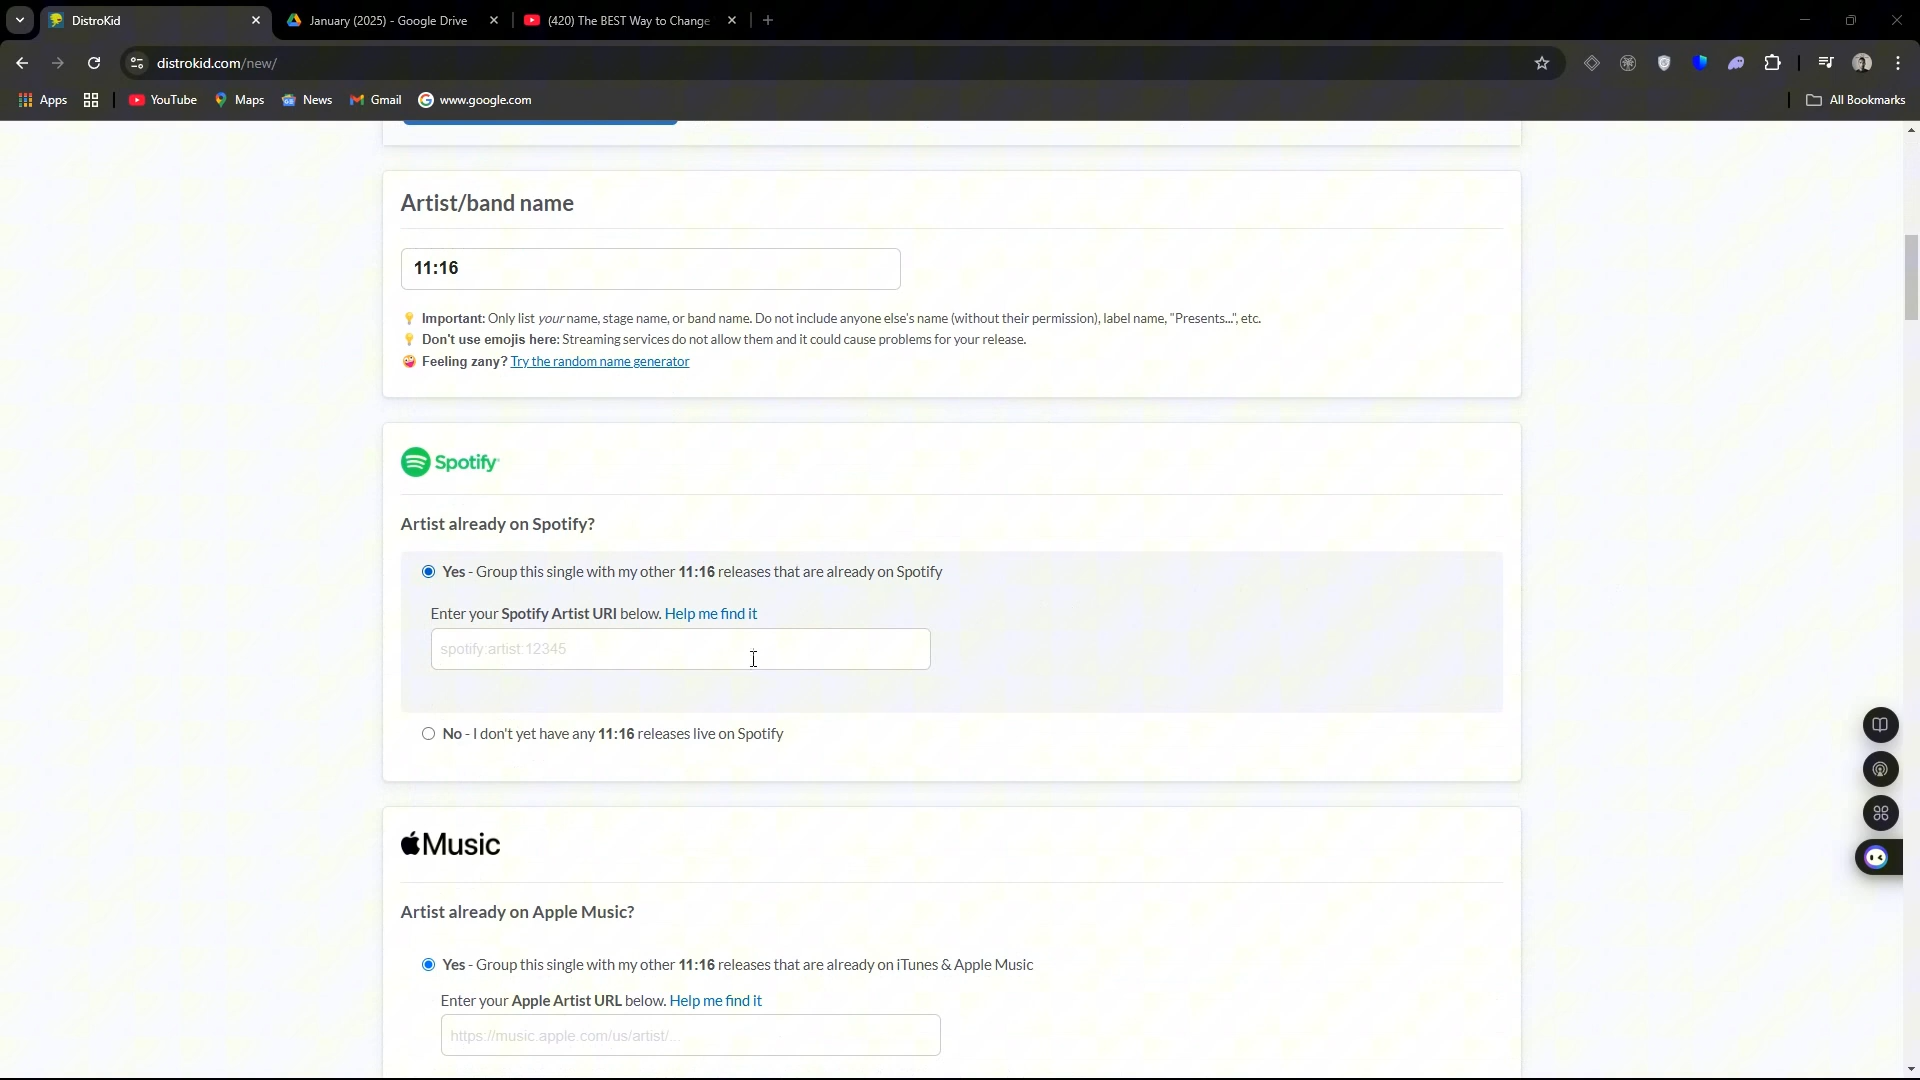 DistroKid
January (2025) - Google Drive
(420) The BEST Way to Change
distrokid.com/new/
Apps
YouTube
Maps
News
Gmail
www.google.com
All Bookmarks
Artist/band name
11:16
Important: Only list your name, stage name, or band name. Do not include anyone else's name (without their permission), label name, "Presents...", etc.
Don't use emojis here: Streaming services do not allow them and it could cause problems for your release.
Feeling zany? Try the random name generator
Spotify
Artist already on Spotify?
Yes - Group this single with my other 11:16 releases that are already on Spotify
Enter your Spotify Artist URI below. Help me find it
spotify:artist:12345
No - I don't yet have any 11:16 releases live on Spotify
Music
Artist already on Apple Music?
Yes - Group this single with my other 11:16 releases that are already on iTunes & Apple Music
Enter your Apple Artist URL below. Help me find it
https://music.apple.com/us/artist/...